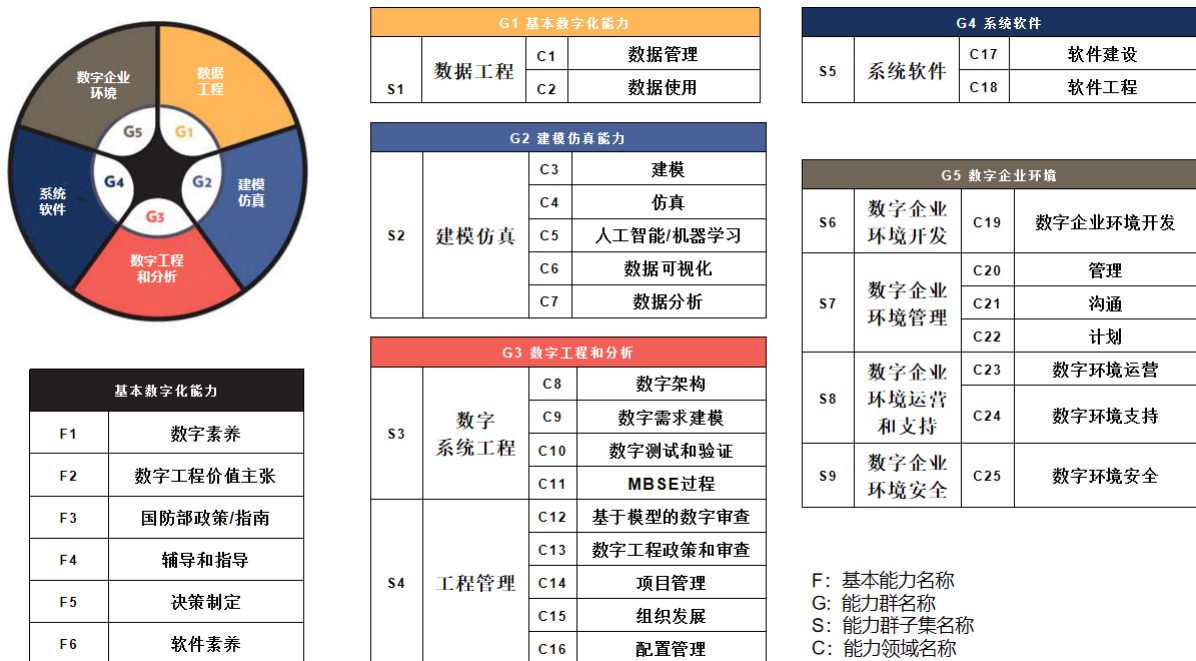 数字企业
环境
数据
工程
G5
G1
系统
软件
G4
G2
建模
仿真
G3
数字工程
和分析
基本数字化能力
F1 数字素养
F2 数字工程价值主张
F3 国防部政策/指南
F4 辅导和指导
F5 决策制定
F6 软件素养
G1 基本数字化能力
S1 数据工程 C1 数据管理
C2 数据使用
G2 建模仿真能力
S2 建模仿真 C3 建模
C4 仿真
C5 人工智能/机器学习
C6 数据可视化
C7 数据分析
G3 数字工程和分析
S3 数字
系统工程
C8 数字架构
C9 数字需求建模
C10 数字测试和验证
C11 MBSE过程
S4 工程管理
C12 基于模型的数字审查
C13 数字工程政策和审查
C14 项目管理
C15 组织发展
C16 配置管理
G4 系统软件
S5 系统软件 C17 软件建设
C18 软件工程
G5 数字企业环境
S6 数字企业
环境开发
C19 数字企业环境开发
S7 数字企业
环境管理
C20 管理
C21 沟通
C22 计划
S8 数字企业
环境运营
和支持
C23 数字环境运营
C24 数字环境支持
S9 数字企业
环境安全
C25 数字环境安全
F：基本能力名称
G：能力群名称
S：能力群子集名称
C：能力领域名称